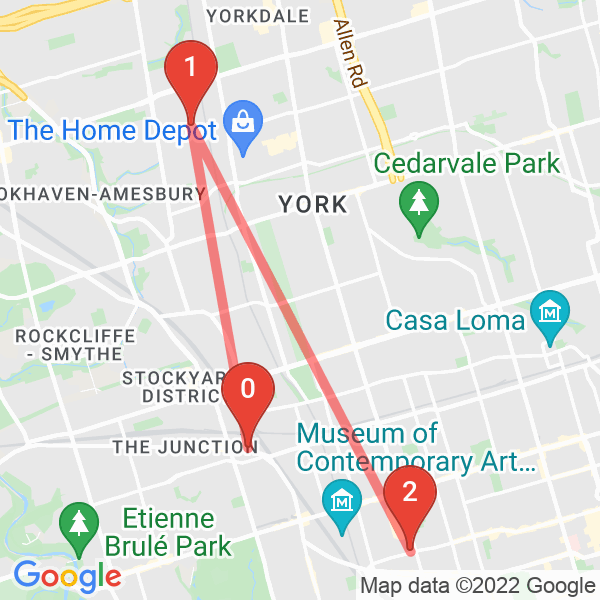 YORKDALE
Allen Rd
1
The Home Depot
Cedarvale Park
OKHAVEN-AMESBURY
YORK
Casa Loma
ROCKCLIFFE
- SMYTHE
STOCKYAR
DISTRIC
0
THE JUNCTION
Museum of
Contemporary Art...
2
Etienne
Brulé Park
Google
Map data ©2022 Google